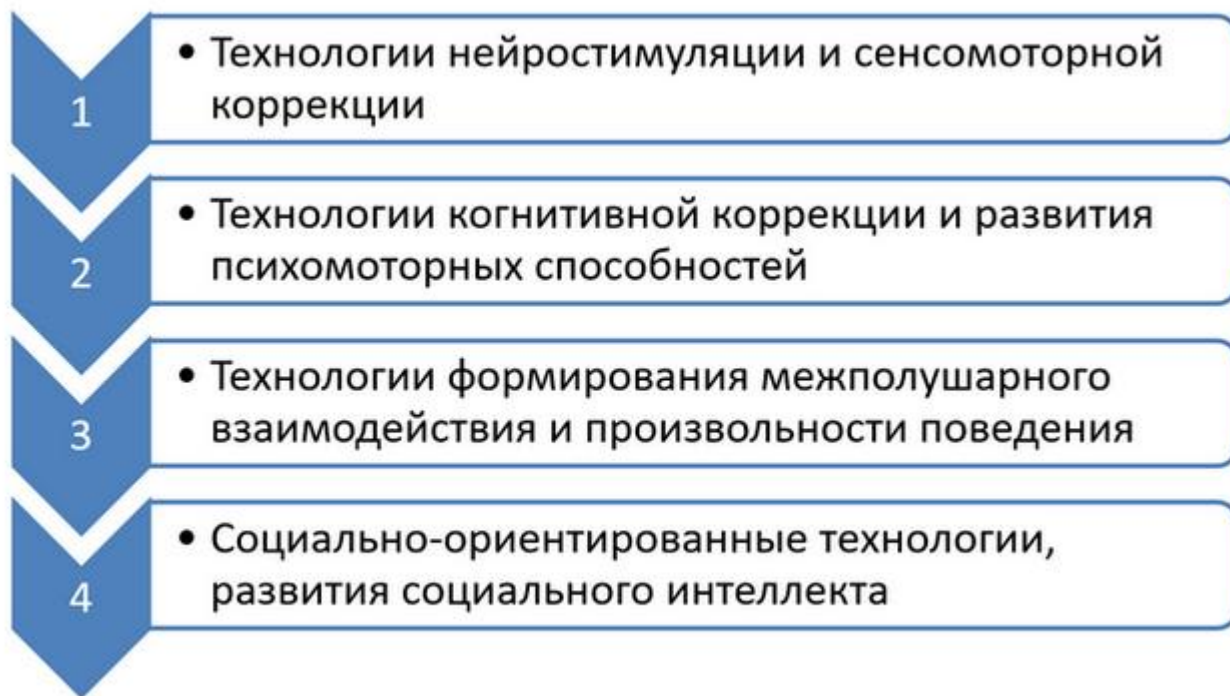 1
• Технологии нейростимуляции и сенсомоторной
коррекции
2
• Технологии когнитивной коррекции и развития
психомоторных способностей
3
• Технологии формирования межполушарного
взаимодействия и произвольности поведения
4
• Социально-ориентированные технологии,
развития социального интеллекта